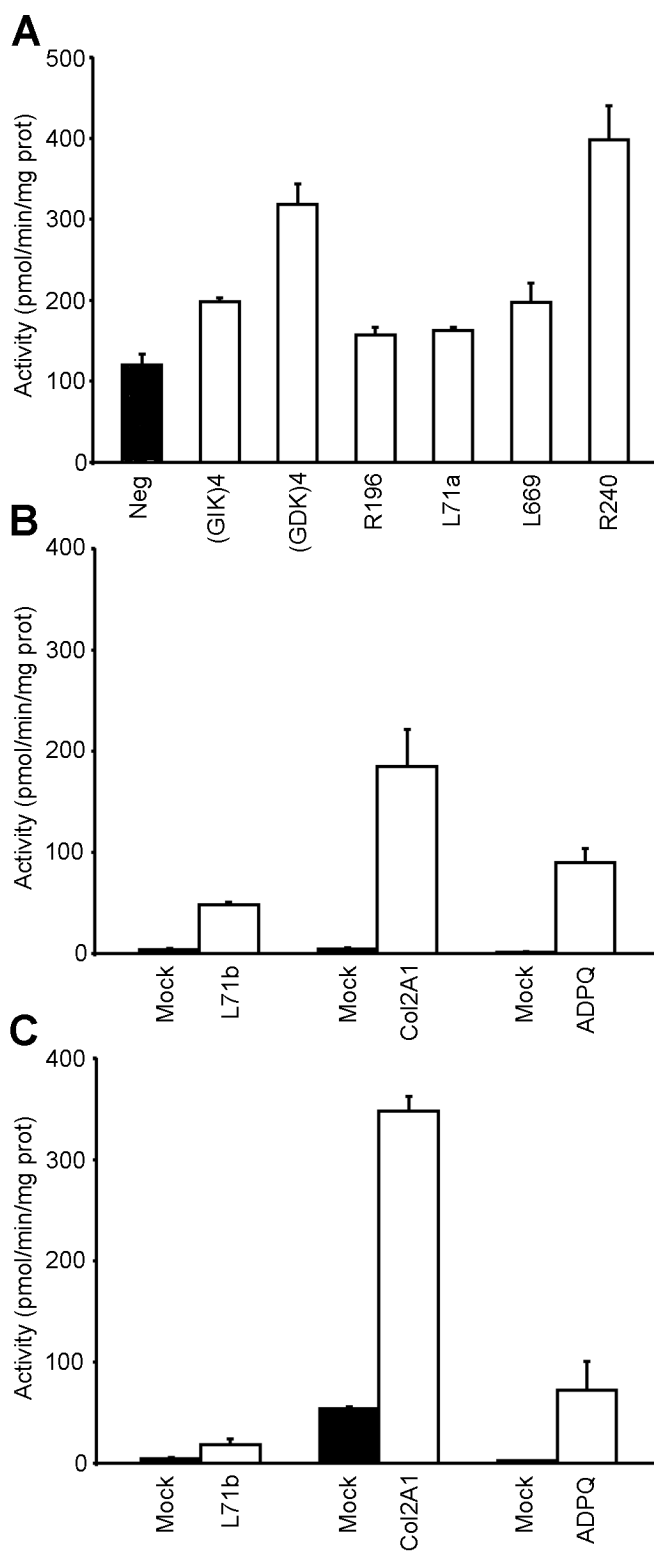 A
Activity (pmol/min/mg prot)
500
400
300
200
100
0
Neg
(GIK)4
(GDK)4
R196
L71a
L669
R240
B
Activity (pmol/min/mg prot)
400
300
200
100
0
Mock
L71b
Mock
Col2A1
Mock
ADPQ
C
Activity (pmol/min/mg prot)
400
300
200
100
0
Mock
L71b
Mock
Col2A1
Mock
ADPQ